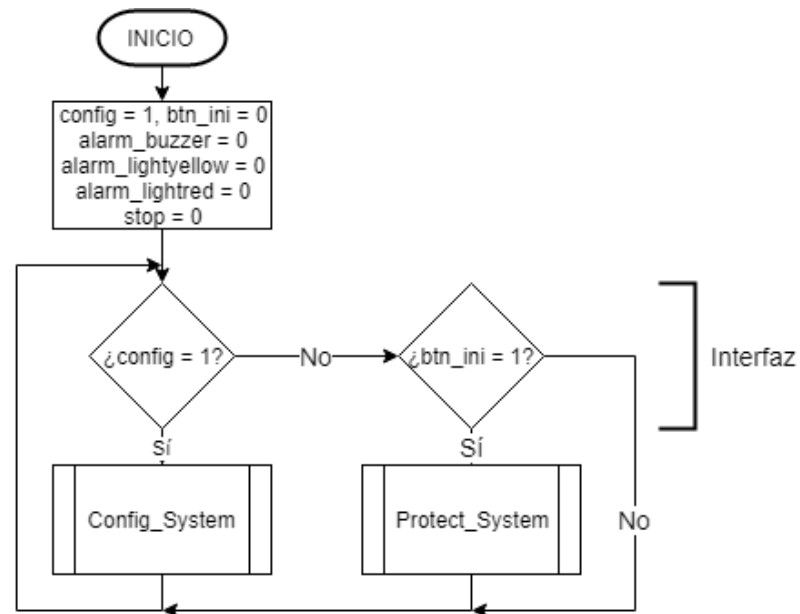 INICIO
config = 1, btn_ini = 0
alarm_buzzer = 0
alarm_lightyellow = 0
alarm_lightred = 0
stop = 0
¿config = 1?
No
¿btn_ini = 1?
Interfaz
Sí
Sí
Config_System
Protect_System
No